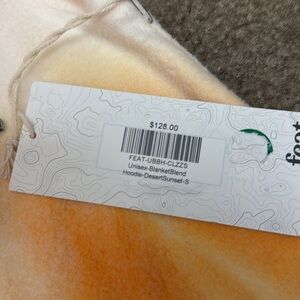 $128.00
FEAT-UBBH-CLZZS
Unisex-BlanketBlend
Hoodie-DesertSunset-S
feat